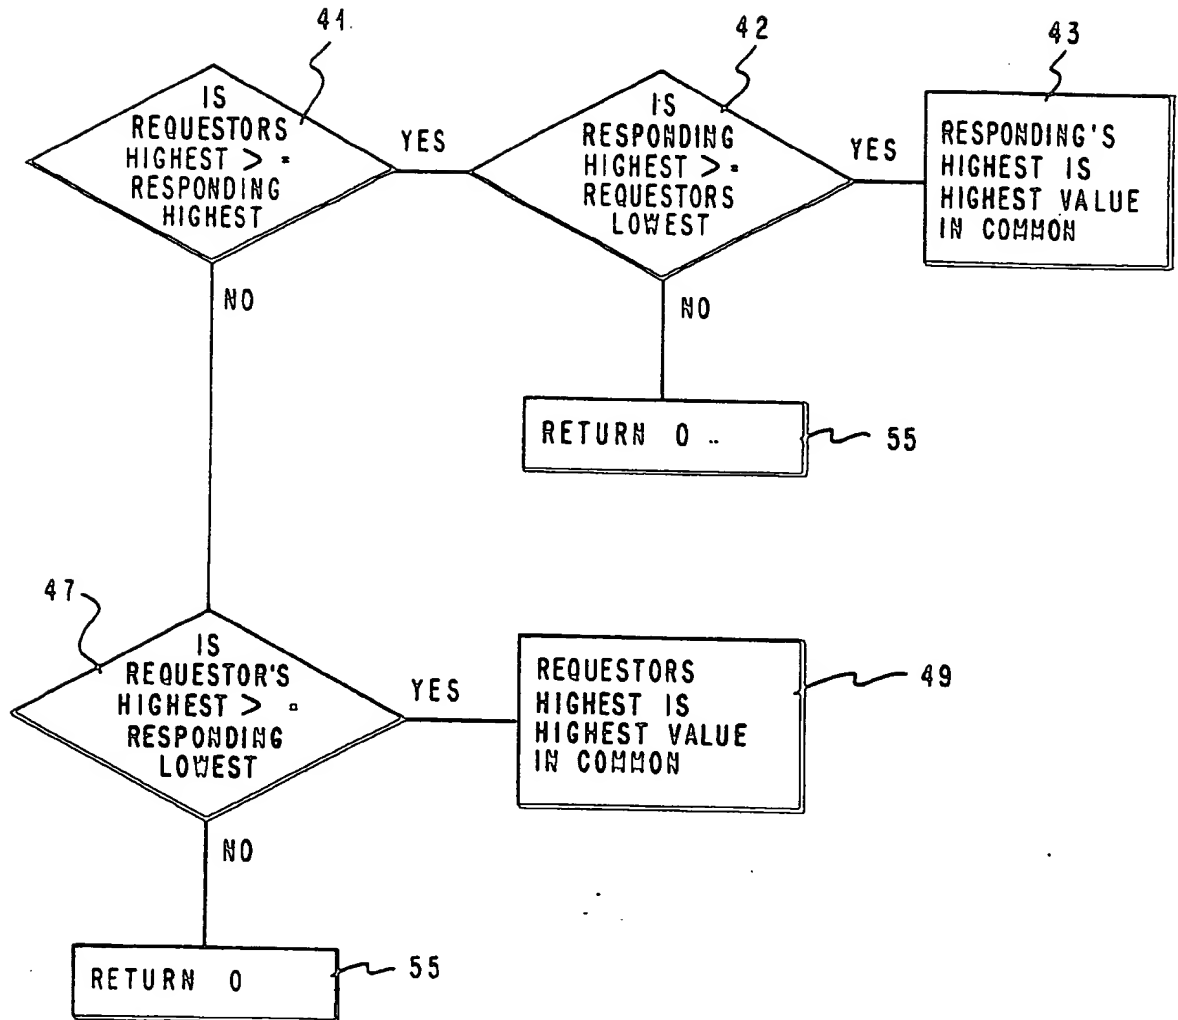 41
IS
REQUESTORS
HIGHEST > =
RESPONDING
HIGHEST
YES
NO
42
IS
RESPONDING
HIGHEST > =
REQUESTORS
LOWEST
YES
NO
43
RESPONDING'S
HIGHEST IS
HIGHEST VALUE
IN COMMON
RETURN 0
55
47
IS
REQUESTOR'S
HIGHEST > =
RESPONDING
LOWEST
YES
NO
REQUESTORS
HIGHEST IS
HIGHEST VALUE
IN COMMON
49
RETURN 0
55